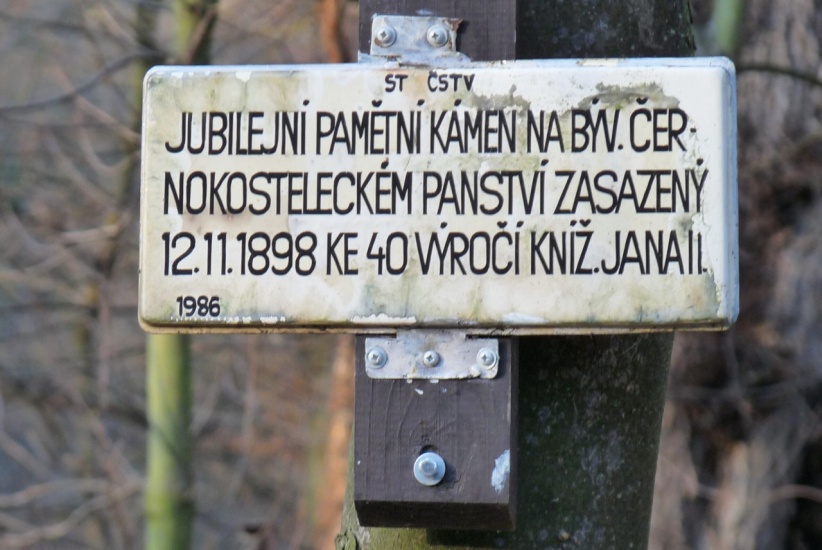 ST ČSTV
JUBILEJNÍ PAMĚTNÍ KÁMEN NA BÝV. ČER-
NOKOSTELECKÉM PANSTVÍ ZASAZENÝ
12.11.1898 KE 40 VÝROČÍ KNÍŽ. JANA II.
1986